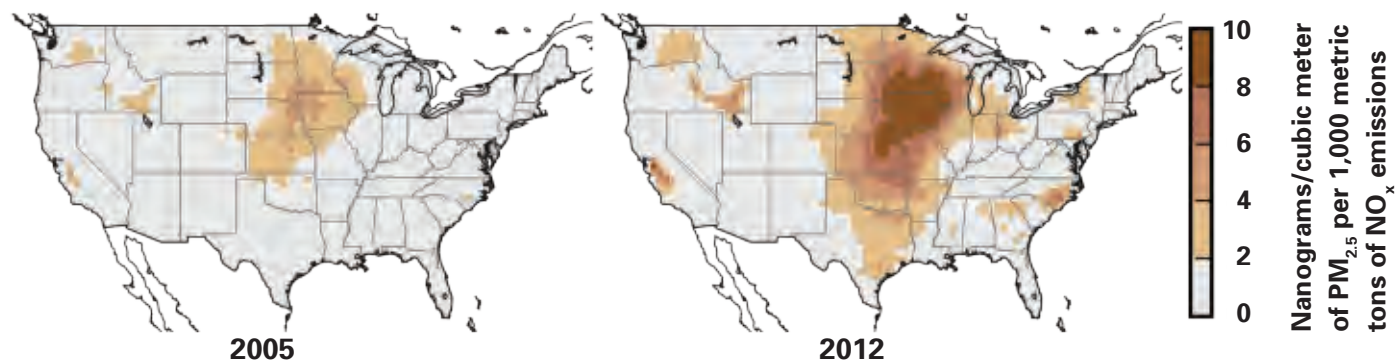 2005
2012
10
8
6
4
2
0
Nanograms/cubic meter
of PM2.5 per 1,000 metric
tons of NOx emissions